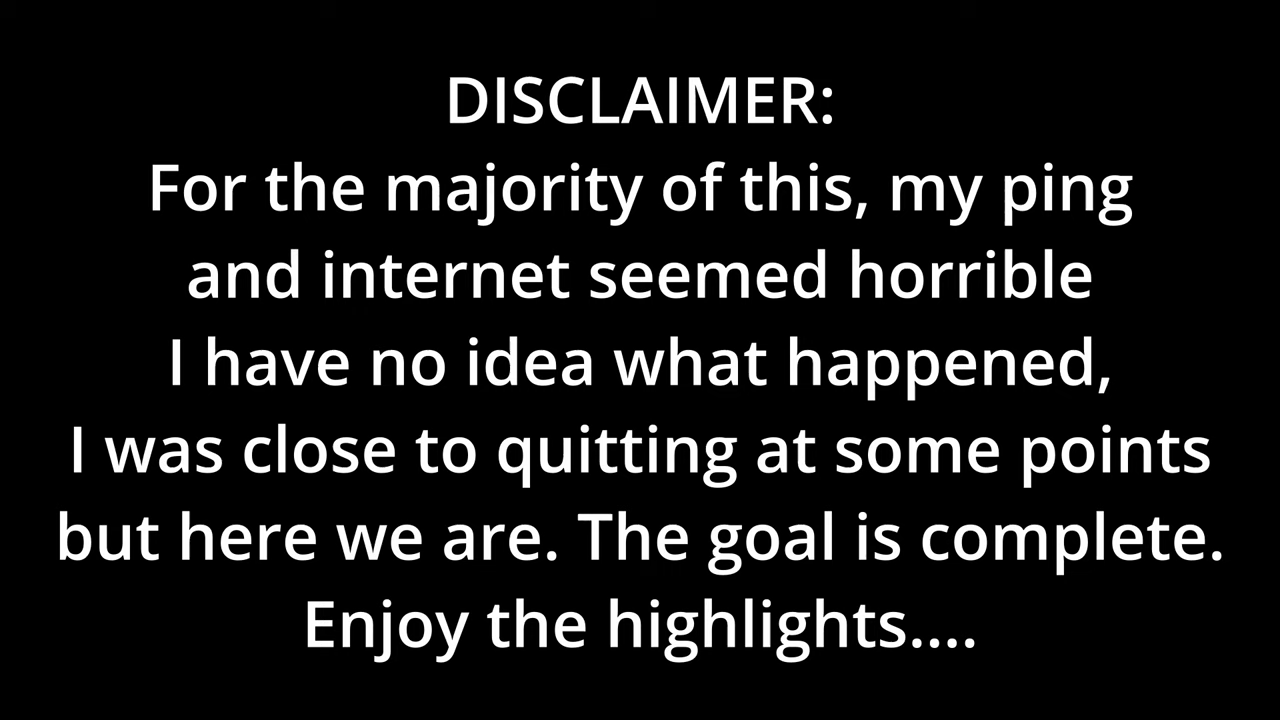 DISCLAIMER:
For the majority of this, my ping
and internet seemed horrible
I have no idea what happened,
I was close to quitting at some points
but here we are. The goal is complete.
Enjoy the highlights....